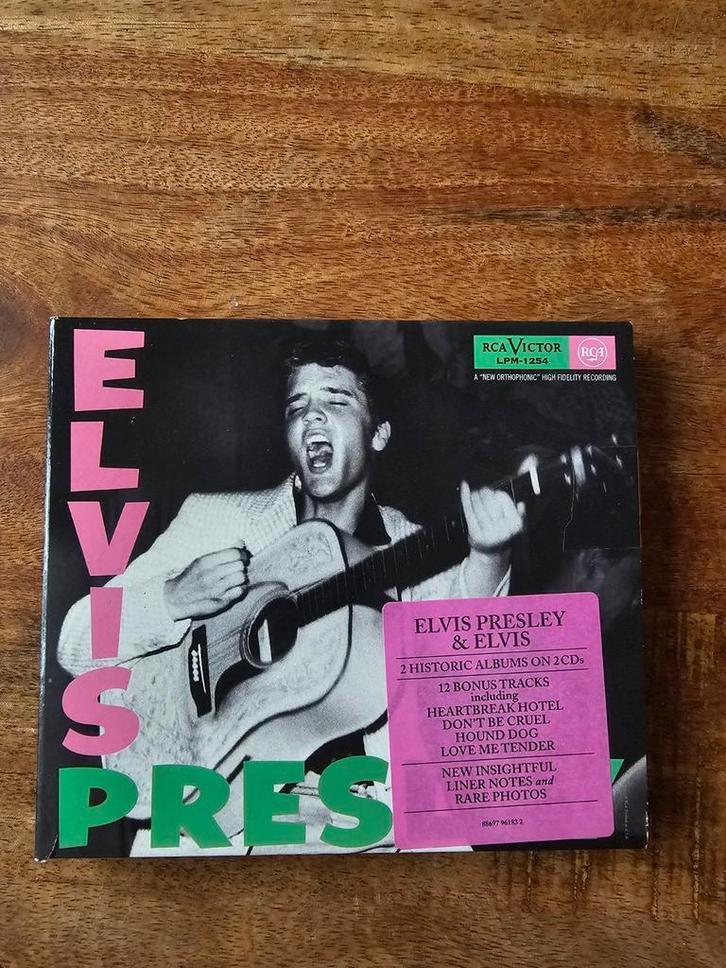 ELVIS
PRES Y
RCA VICTOR
LPM-1254
RCA
A "NEW ORTHOPHONIC" HIGH FIDELITY RECORDING
ELVIS PRESLEY
& ELVIS
2 HISTORIC ALBUMS ON 2CDs
12 BONUS TRACKS
including
HEARTBREAK HOTEL
DON'T BE CRUEL
HOUND DOG
LOVE ME TENDER
NEW INSIGHTFUL
LINER NOTES and
RARE PHOTOS
88697 96183 2